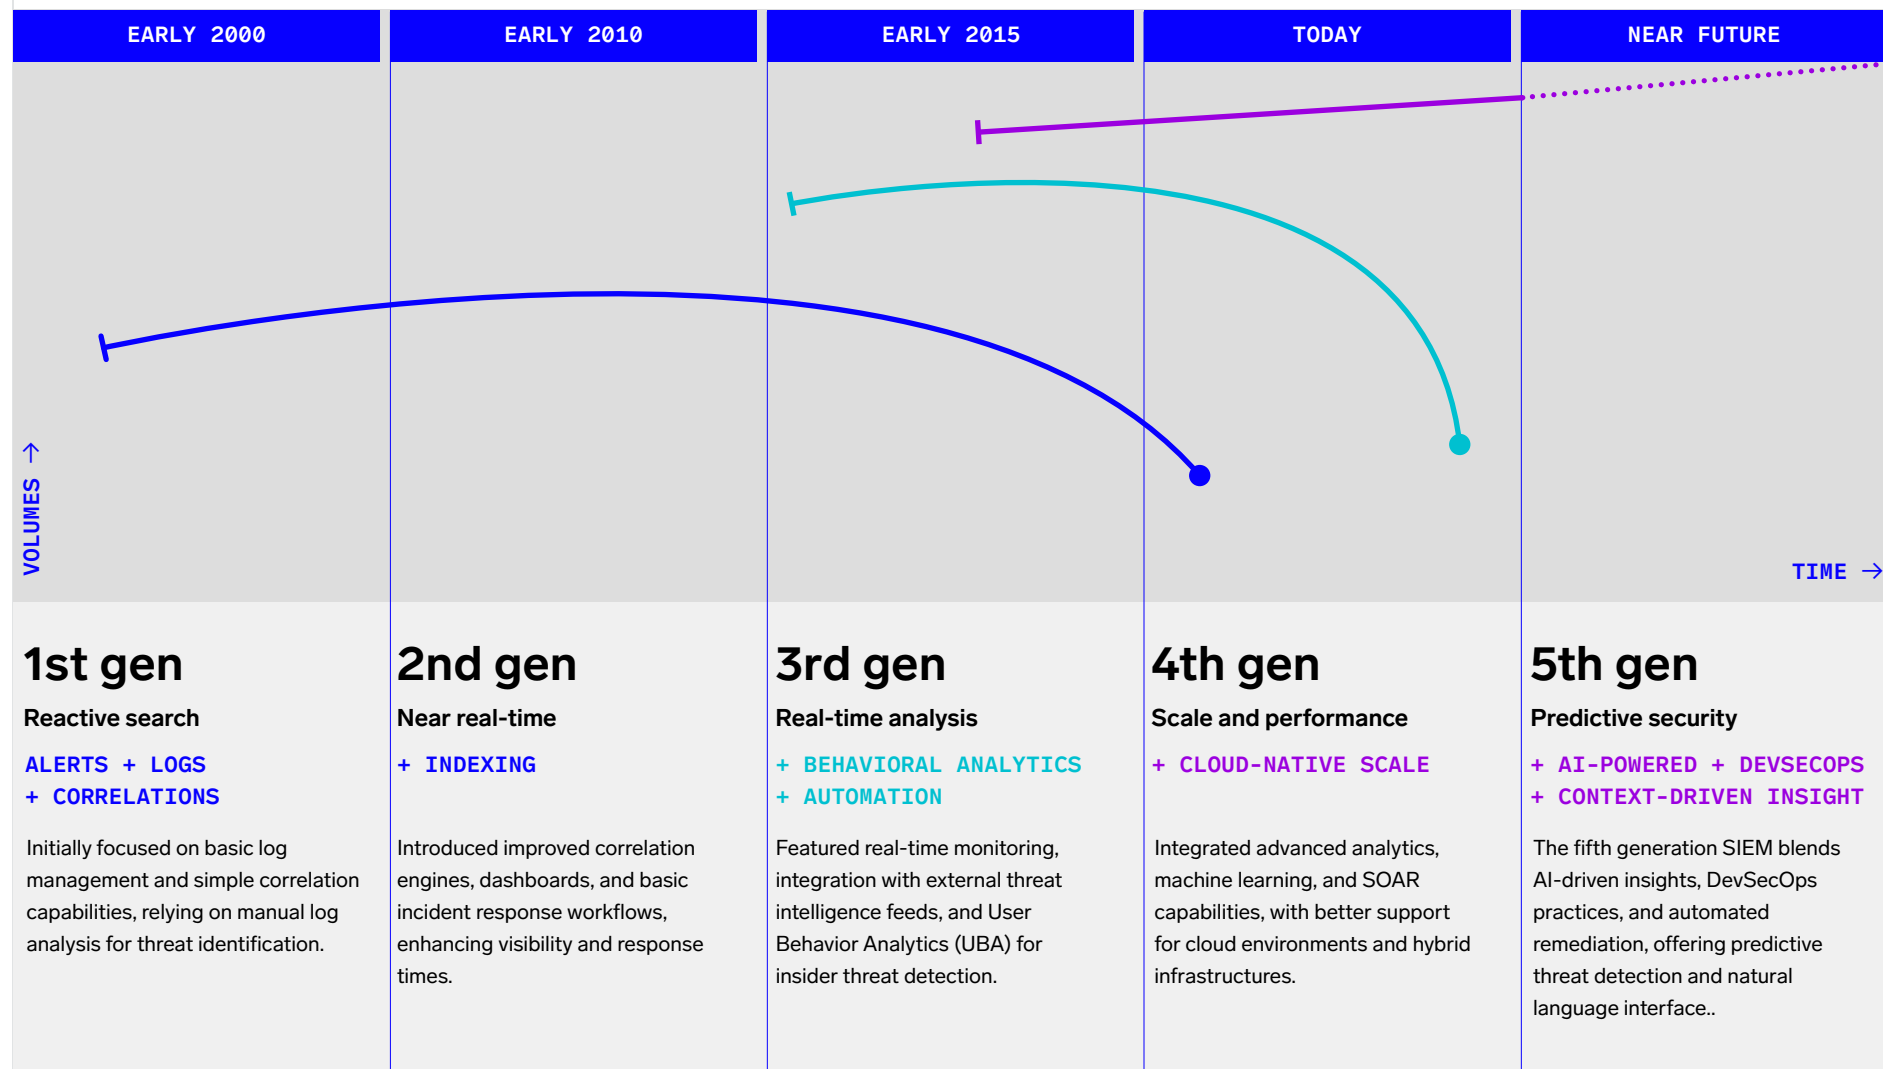 EARLY 2000
EARLY 2010
EARLY 2015
TODAY
NEAR FUTURE
VOLUMES →
TIME →
1st gen
Reactive search
ALERTS + LOGS
+ CORRELATIONS
Initially focused on basic log
management and simple correlation
capabilities, relying on manual log
analysis for threat identification.
2nd gen
Near real-time
+ INDEXING
Introduced improved correlation
engines, dashboards, and basic
incident response workflows,
enhancing visibility and response
times.
3rd gen
Real-time analysis
+ BEHAVIORAL ANALYTICS
+ AUTOMATION
Featured real-time monitoring,
integration with external threat
intelligence feeds, and User
Behavior Analytics (UBA) for
insider threat detection.
4th gen
Scale and performance
+ CLOUD-NATIVE SCALE
Integrated advanced analytics,
machine learning, and SOAR
capabilities, with better support
for cloud environments and hybrid
infrastructures.
5th gen
Predictive security
+ AI-POWERED + DEVSECOPS
+ CONTEXT-DRIVEN INSIGHT
The fifth generation SIEM blends
AI-driven insights, DevSecOps
practices, and automated
remediation, offering predictive
threat detection and natural
language interface..